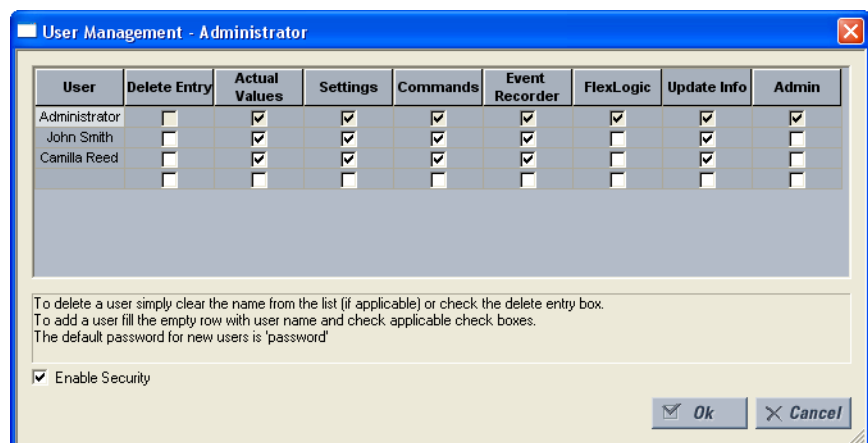 User Management - Administrator
User Delete Entry Actual Values Settings Commands Event Recorder FlexLogic Update Info Admin
Administrator
John Smith
Camilla Reed
To delete a user simply clear the name from the list (if applicable) or check the delete entry box.
To add a user fill the empty row with user name and check applicable check boxes.
The default password for new users is 'password'
Enable Security
Ok Cancel